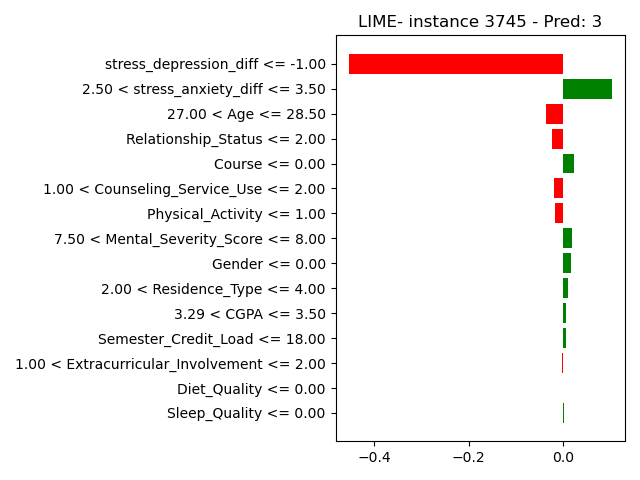 LIME- instance 3745 - Pred: 3
stress_depression_diff <= -1.00
2.50 < stress_anxiety_diff <= 3.50
27.00 < Age <= 28.50
Relationship_Status <= 2.00
Course <= 0.00
1.00 < Counseling_Service_Use <= 2.00
Physical_Activity <= 1.00
7.50 < Mental_Severity_Score <= 8.00
Gender <= 0.00
2.00 < Residence_Type <= 4.00
3.29 < CGPA <= 3.50
Semester_Credit_Load <= 18.00
1.00 < Extracurricular_Involvement <= 2.00
Diet_Quality <= 0.00
Sleep_Quality <= 0.00
−0.4 −0.2 0.0